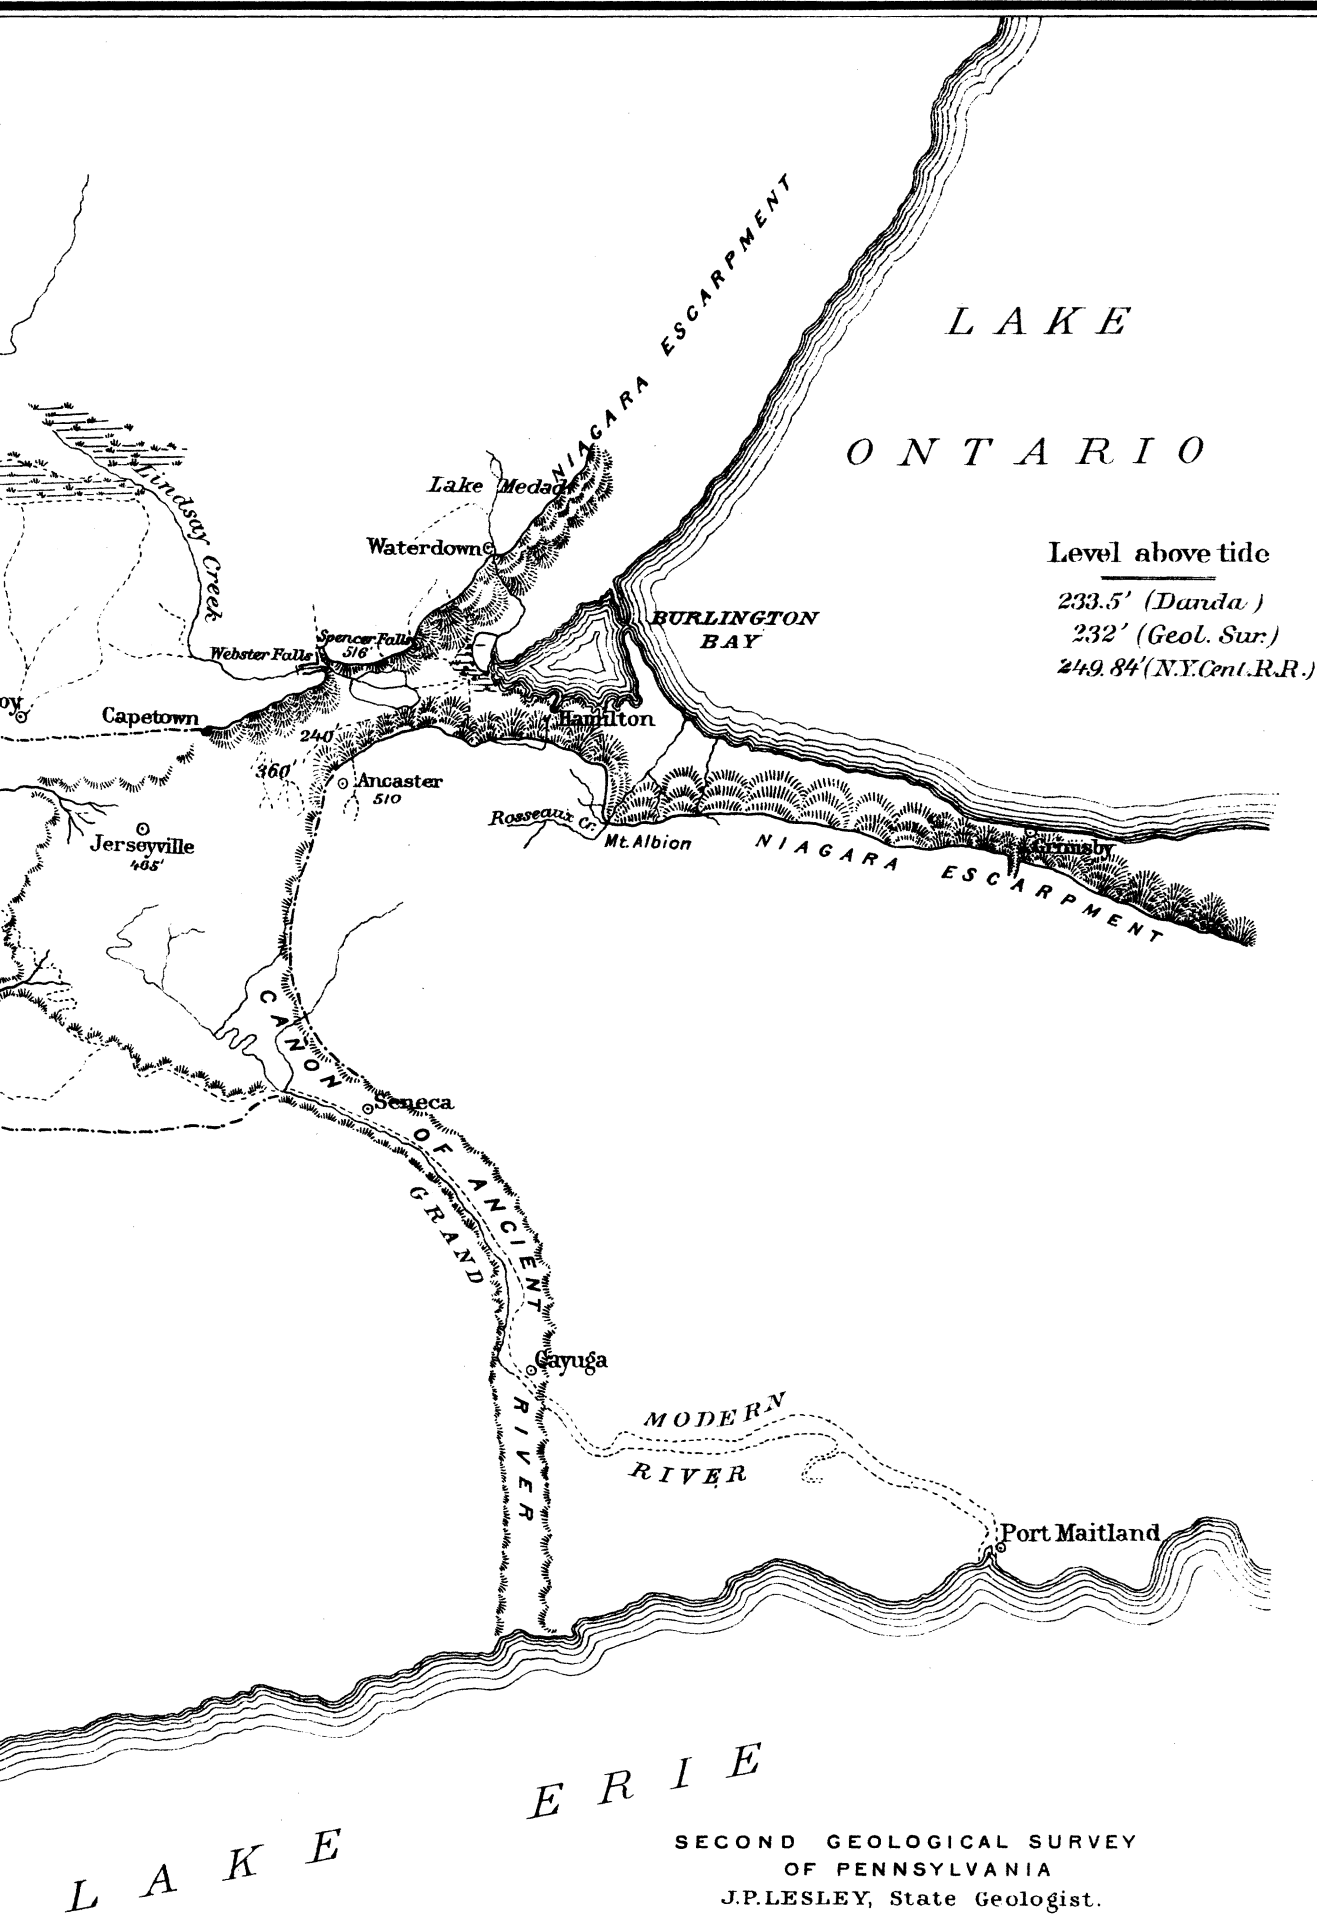 NIAGARA ESCARPMENT
LAKE
ONTARIO
Level above tide
233.5' (Danda)
232' (Geol. Sur.)
249.84' (N.Y.Cent.R.R.)
Lindsay Creek
Lake Medad
Waterdown
BURLINGTON
BAY
Spencer Falls
516'
Webster Falls
Capetown
Hamilton
240'
360'
Ancaster
510
Jerseyville
465'
Rosseaux Cr.
Mt. Albion
Grimsby
NIAGARA ESCARPMENT
CANON OF ANCIENT RIVER
Seneca
GRAND
Cayuga
MODERN
RIVER
Port Maitland
LAKE ERIE
SECOND GEOLOGICAL SURVEY
OF PENNSYLVANIA
J.P. LESLEY, State Geologist.